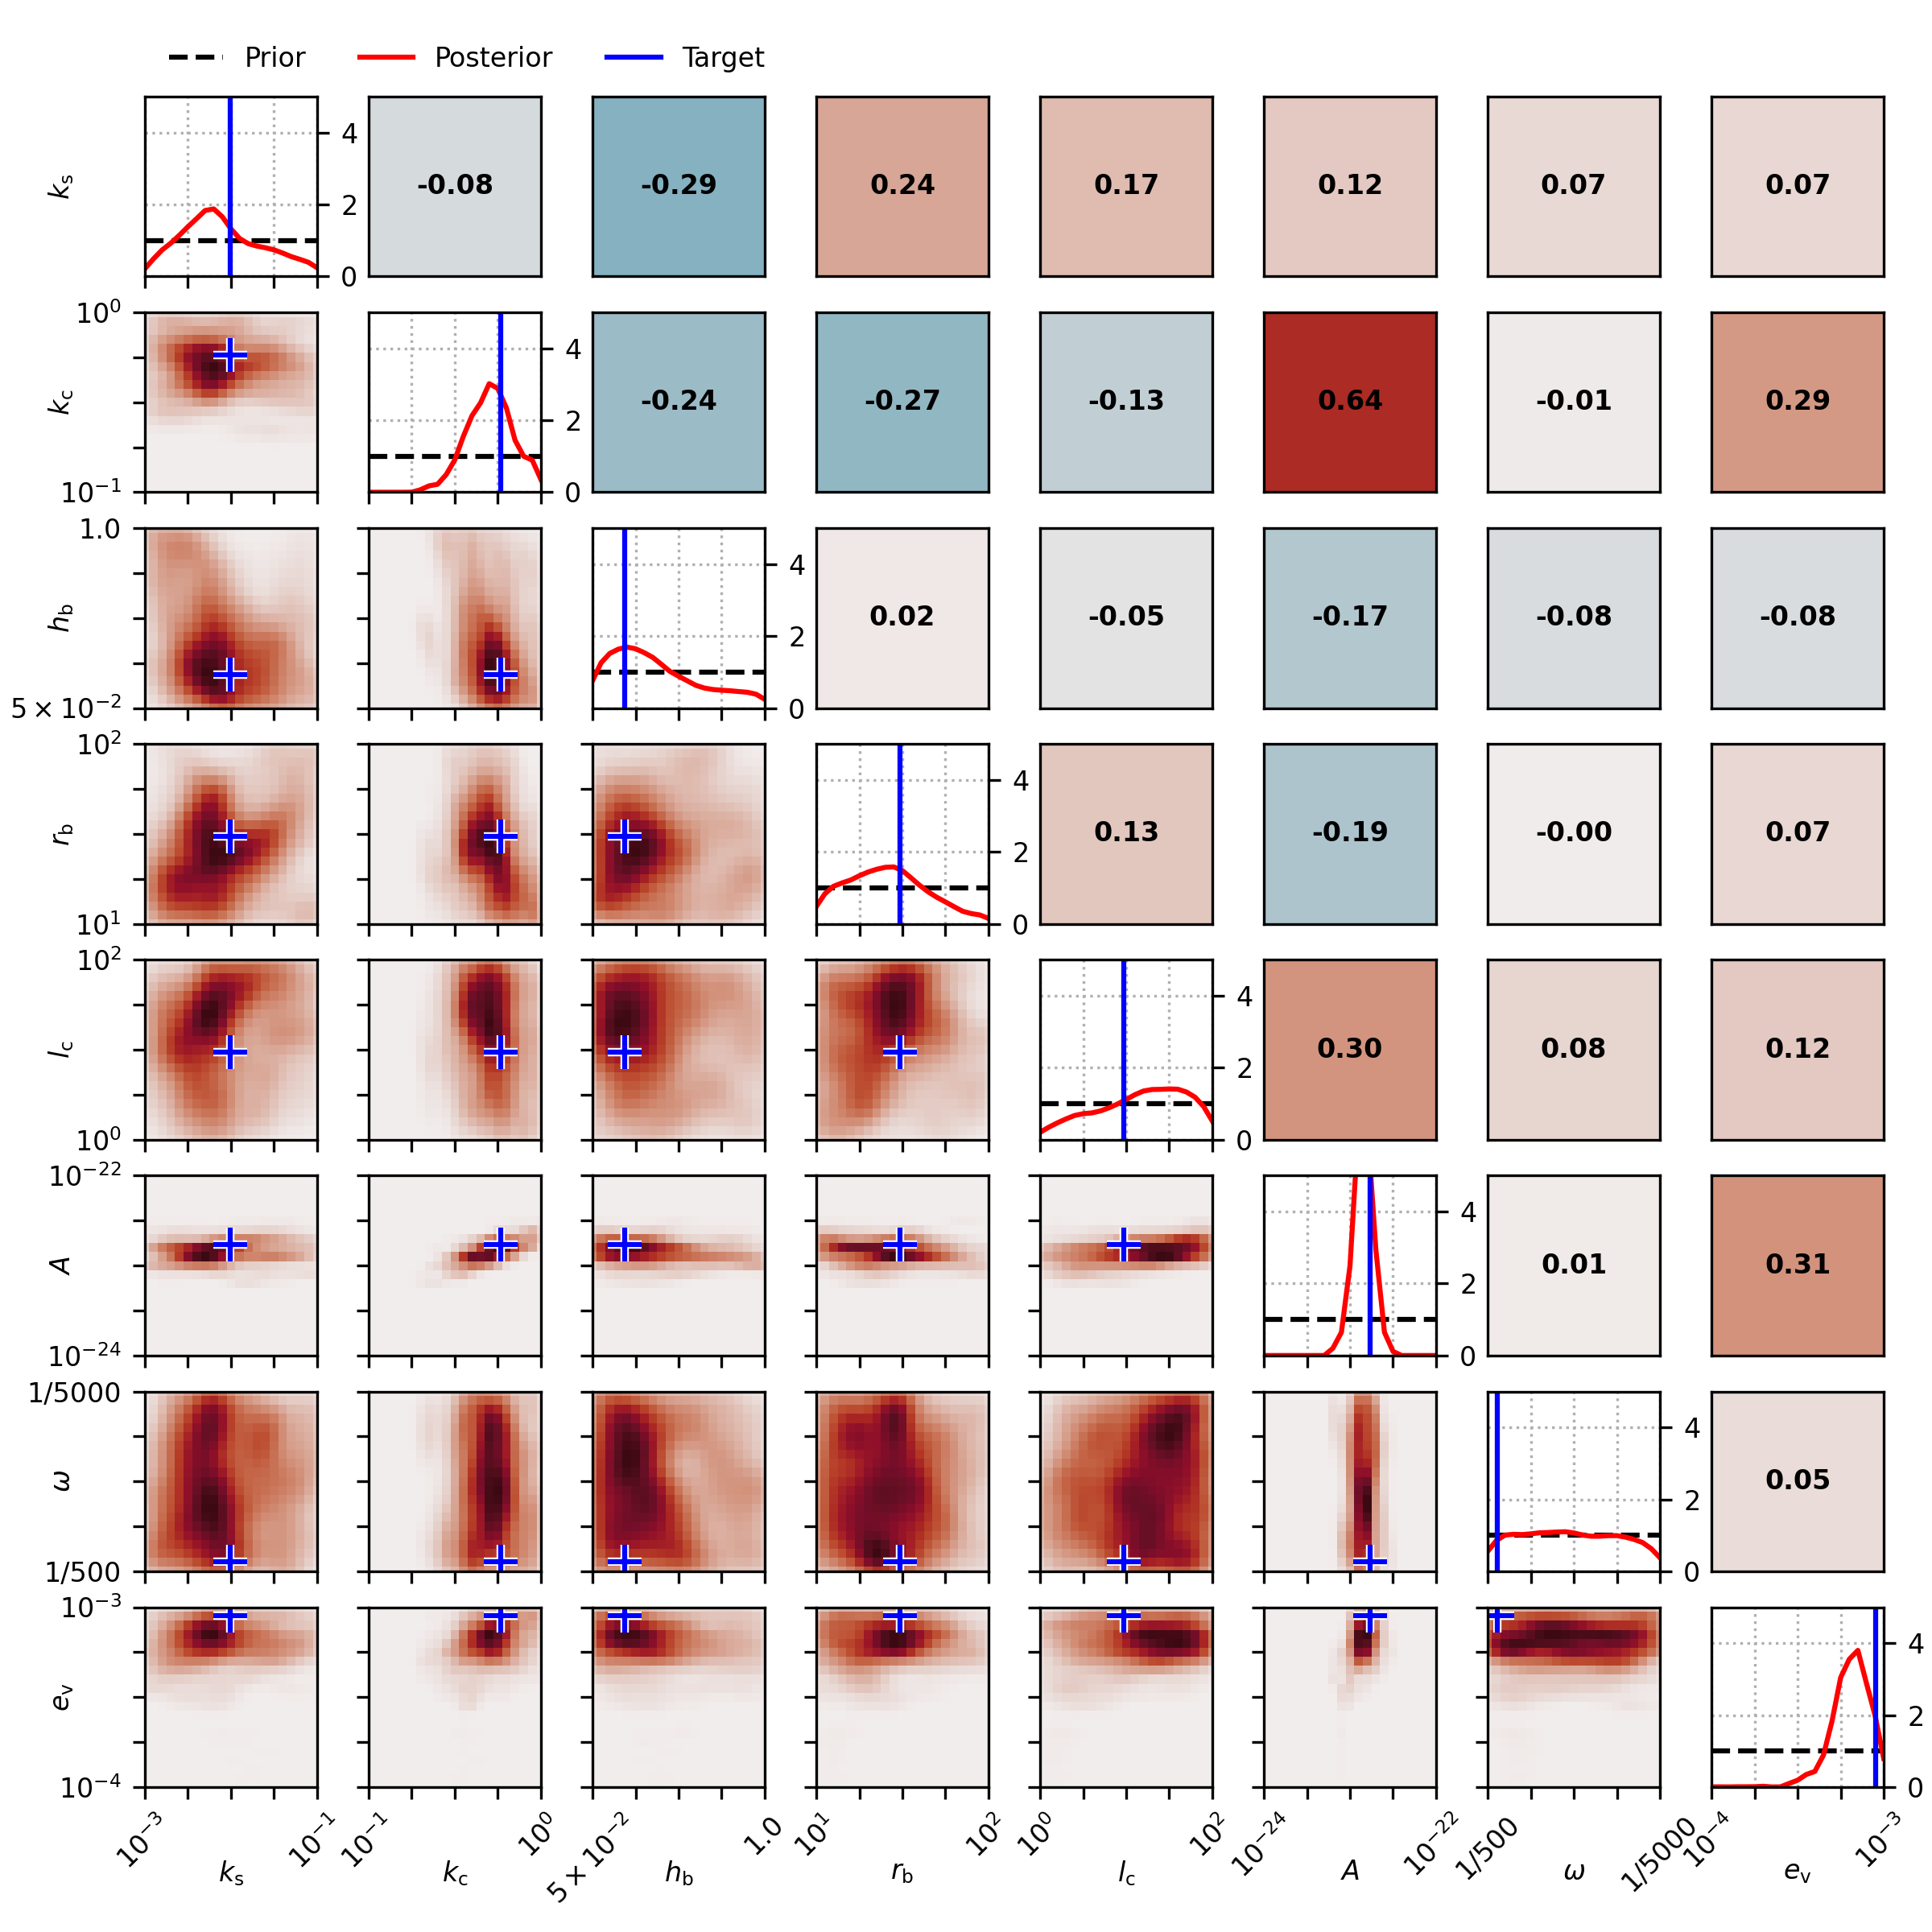 Prior Posterior Target
k_s 4 2 0 -0.08 -0.29 0.24 0.17 0.12 0.07 0.07
10^0 k_c 10^-1 4 2 0 -0.24 -0.27 -0.13 0.64 -0.01 0.29
1.0 h_b 5 × 10^-2 4 2 0 0.02 -0.05 -0.17 -0.08 -0.08
10^2 r_b 10^1 4 2 0 0.13 -0.19 -0.00 0.07
10^2 l_c 10^0 4 2 0 0.30 0.08 0.12
10^-22 A 10^-24 4 2 0 0.01 0.31
1/5000 ω 1/500 4 2 0 0.05
10^-3 e_v 10^-4 4 2 0
10^-3 10^-1 10^-1 10^0 5 × 10^-2 1.0 10^1 10^2 10^0 10^2 10^-24 10^-22 1/500 1/5000 10^-4 10^-3
k_s k_c h_b r_b l_c A ω e_v